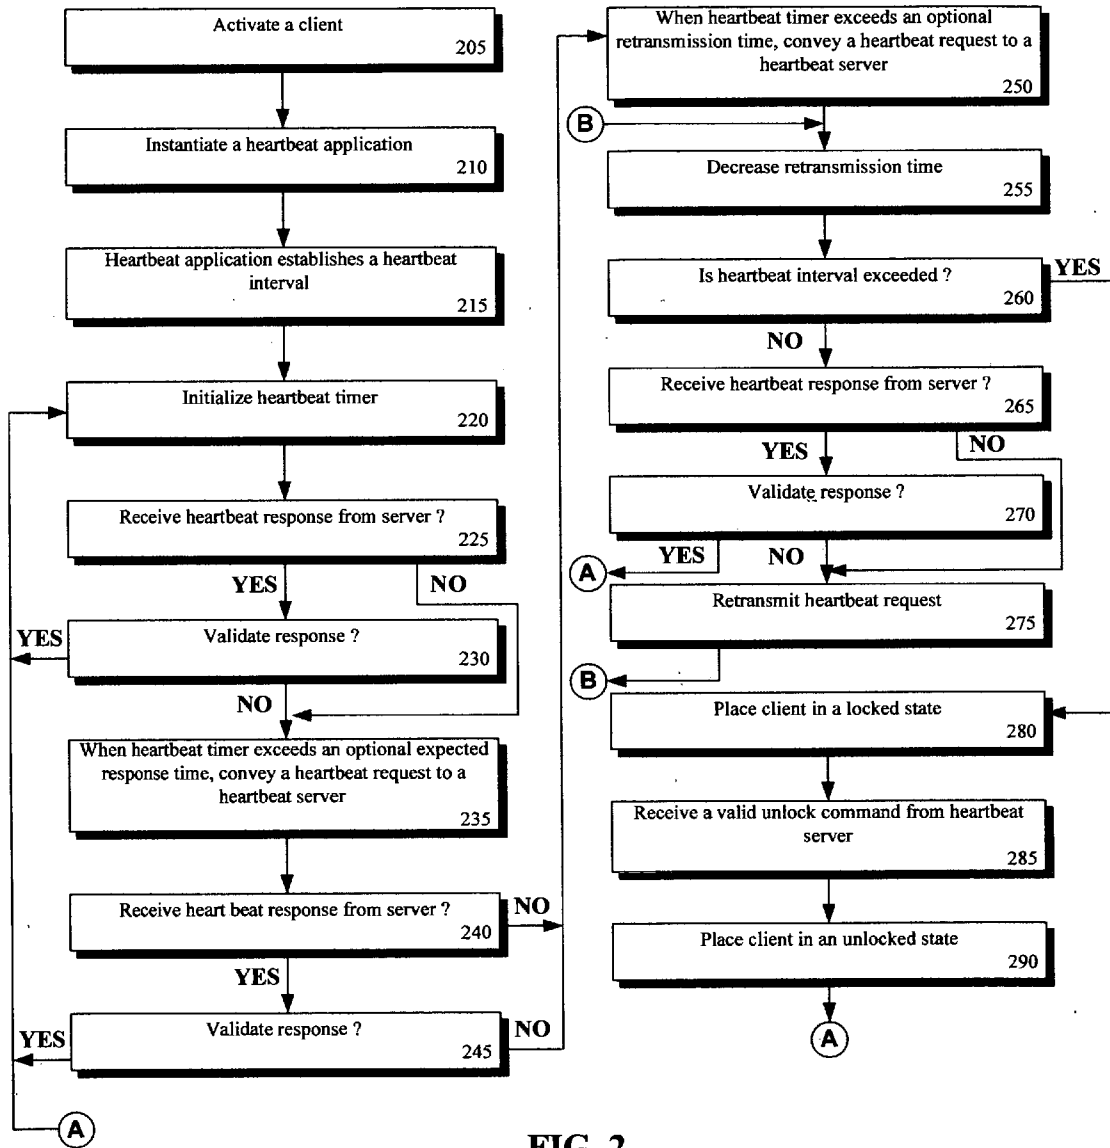 Activate a client
205
Instantiate a heartbeat application
210
Heartbeat application establishes a heartbeat
interval
215
Initialize heartbeat timer
220
Receive heartbeat response from server ?
225
YES
NO
Validate response ?
230
YES
NO
When heartbeat timer exceeds an optional expected
response time, convey a heartbeat request to a
heartbeat server
235
Receive heart beat response from server ?
240
NO
YES
Validate response ?
245
YES
NO
A
When heartbeat timer exceeds an optional
retransmission time, convey a heartbeat request to a
heartbeat server
250
B
Decrease retransmission time
255
Is heartbeat interval exceeded ?
260
YES
NO
Receive heartbeat response from server ?
265
YES
NO
Validate response ?
270
YES
NO
A
Retransmit heartbeat request
275
B
Place client in a locked state
280
Receive a valid unlock command from heartbeat
server
285
Place client in an unlocked state
290
A
FIG. 2